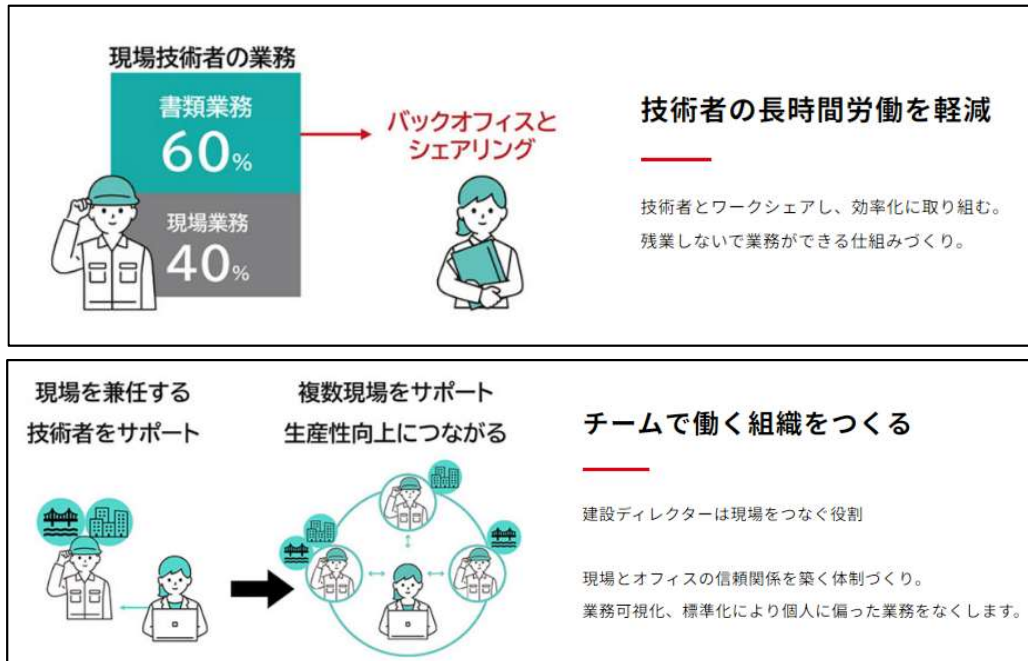 現場技術者の業務
書類業務
60%
現場業務
40%
バックオフィスと
シェアリング
技術者の長時間労働を軽減
技術者とワークシェアし、効率化に取り組む。
残業しないで業務ができる仕組みづくり。
現場を兼任する
技術者をサポート
複数現場をサポート
生産性向上につながる
チームで働く組織をつくる
建設ディレクターは現場をつなぐ役割
現場とオフィスの信頼関係を築く体制づくり。
業務可視化、標準化により個人に偏った業務をなくします。